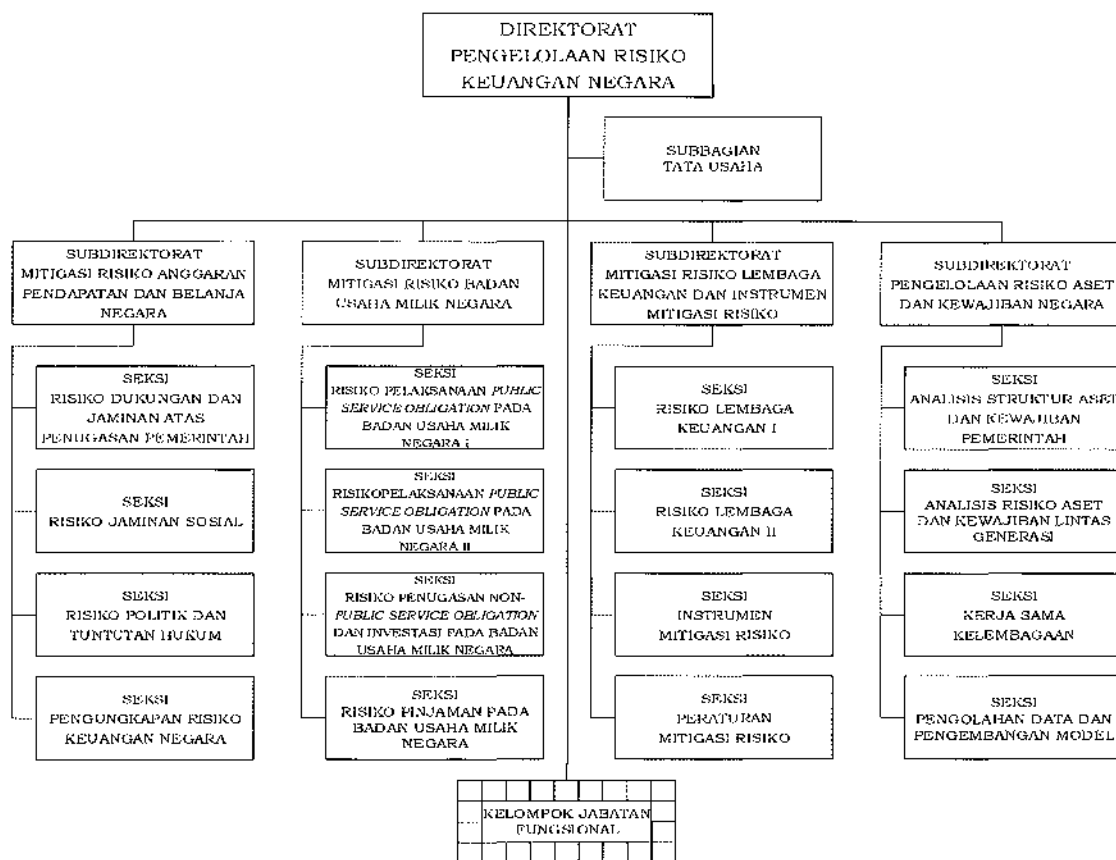 DIREKTORAT
PENGELOLAAN RISIKO
KEUANGAN NEGARA
SUBBAGIAN
TATA USAHA
SUBDIREKTORAT
MITIGASI RISIKO ANGGARAN
PENDAPATAN DAN BELANJA
NEGARA
SEKSI
RISIKO DUKUNGAN DAN
JAMINAN ATAS
PENUGASAN PEMERINTAH
SEKSI
RISIKO JAMINAN SOSIAL
SEKSI
RISIKO POLITIK DAN
TUNTUTAN HUKUM
SEKSI
PENGUNGKAPAN RISIKO
KEUANGAN NEGARA
SUBDIREKTORAT
MITIGASI RISIKO BADAN
USAHA MILIK NEGARA
SEKSI
RISIKO PELAKSANAAN PUBLIC
SERVICE OBLIGATION PADA
BADAN USAHA MILIK
NEGARA I
SEKSI
RISIKOPELAKSANAAN PUBLIC
SERVICE OBLIGATION PADA
BADAN USAHA MILIK
NEGARA II
SEKSI
RISIKO PENUGASAN NON-
PUBLIC SERVICE OBLIGATION
DAN INVESTASI PADA BADAN
USAHA MILIK NEGARA
SEKSI
RISIKO PINJAMAN PADA
BADAN USAHA MILIK
NEGARA
SUBDIREKTORAT
MITIGASI RISIKO LEMBAGA
KEUANGAN DAN INSTRUMEN
MITIGASI RISIKO
SEKSI
RISIKO LEMBAGA
KEUANGAN I
SEKSI
RISIKO LEMBAGA
KEUANGAN II
SEKSI
INSTRUMEN
MITIGASI RISIKO
SEKSI
PERATURAN
MITIGASI RISIKO
SUBDIREKTORAT
PENGELOLAAN RISIKO ASET
DAN KEWAJIBAN NEGARA
SEKSI
ANALISIS STRUKTUR ASET
DAN KEWAJIBAN
PEMERINTAH
SEKSI
ANALISIS RISIKO ASET
DAN KEWAJIBAN LINTAS
GENERASI
SEKSI
KERJA SAMA
KELEMBAGAAN
SEKSI
PENGOLAHAN DATA DAN
PENGEMBANGAN MODEL
KELOMPOK JABATAN
FUNGSIONAL